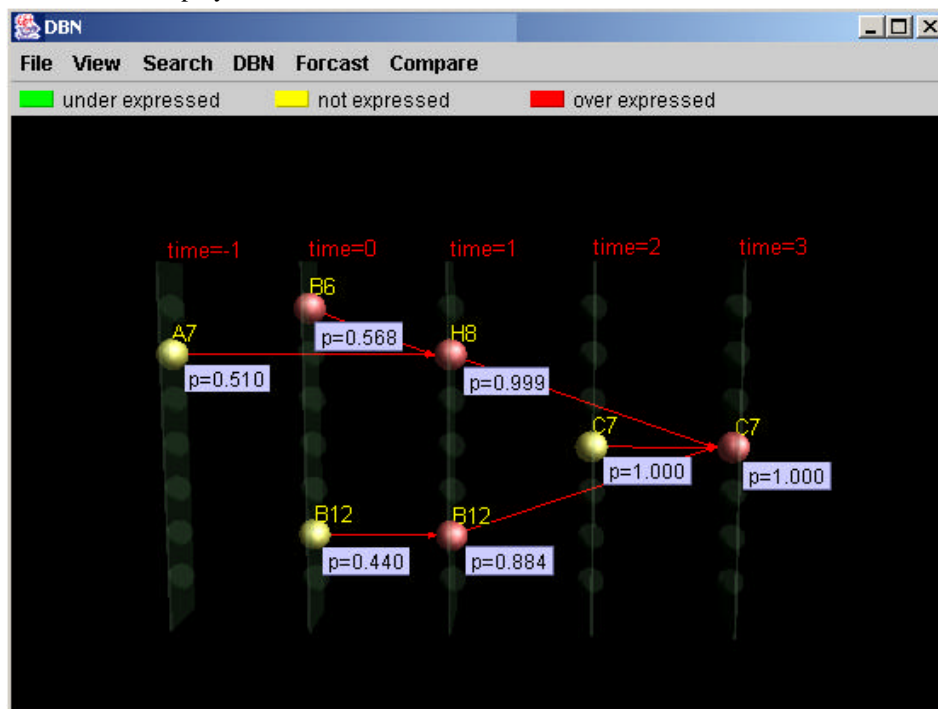 DBN
File View Search DBN Forcast Compare
under expressed not expressed over expressed
time=-1 time=0 time=1 time=2 time=3
B6
A7 p=0.568 H8
p=0.510 p=0.999
C7 C7
p=1.000 p=1.000
B12 B12
p=0.440 p=0.884